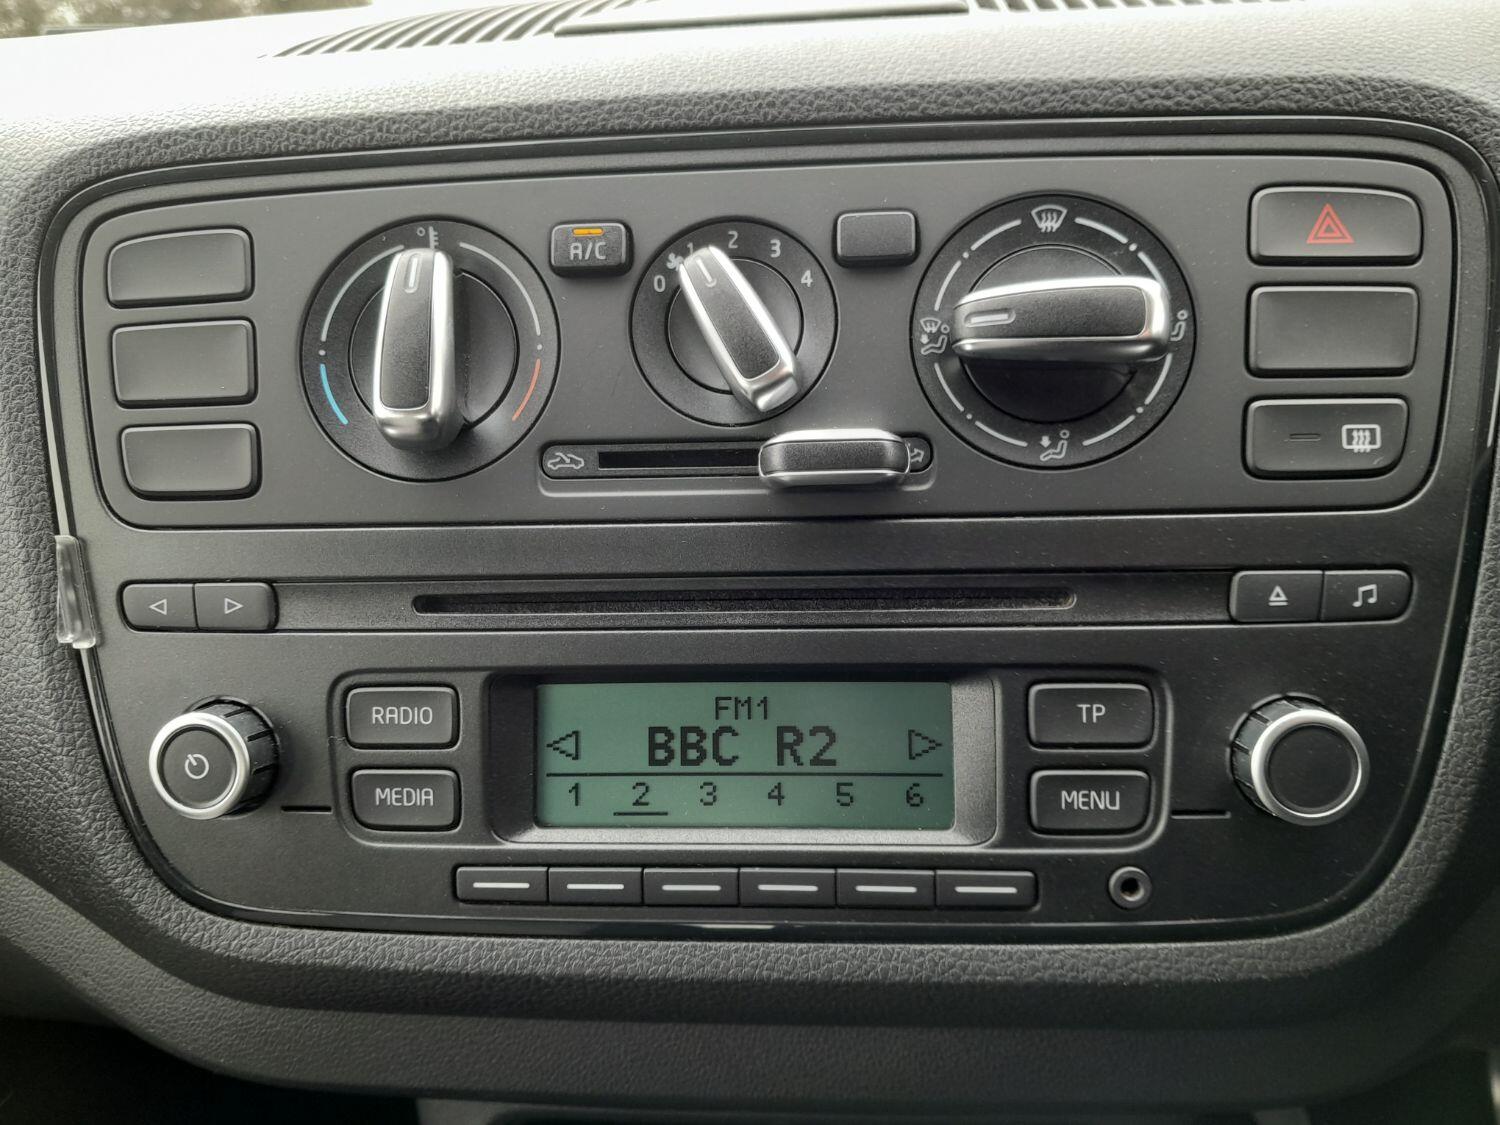 A/C
0 1 2 3 4
RADIO
MEDIA
FM1
BBC R2
1 2 3 4 5 6
TP
MENU